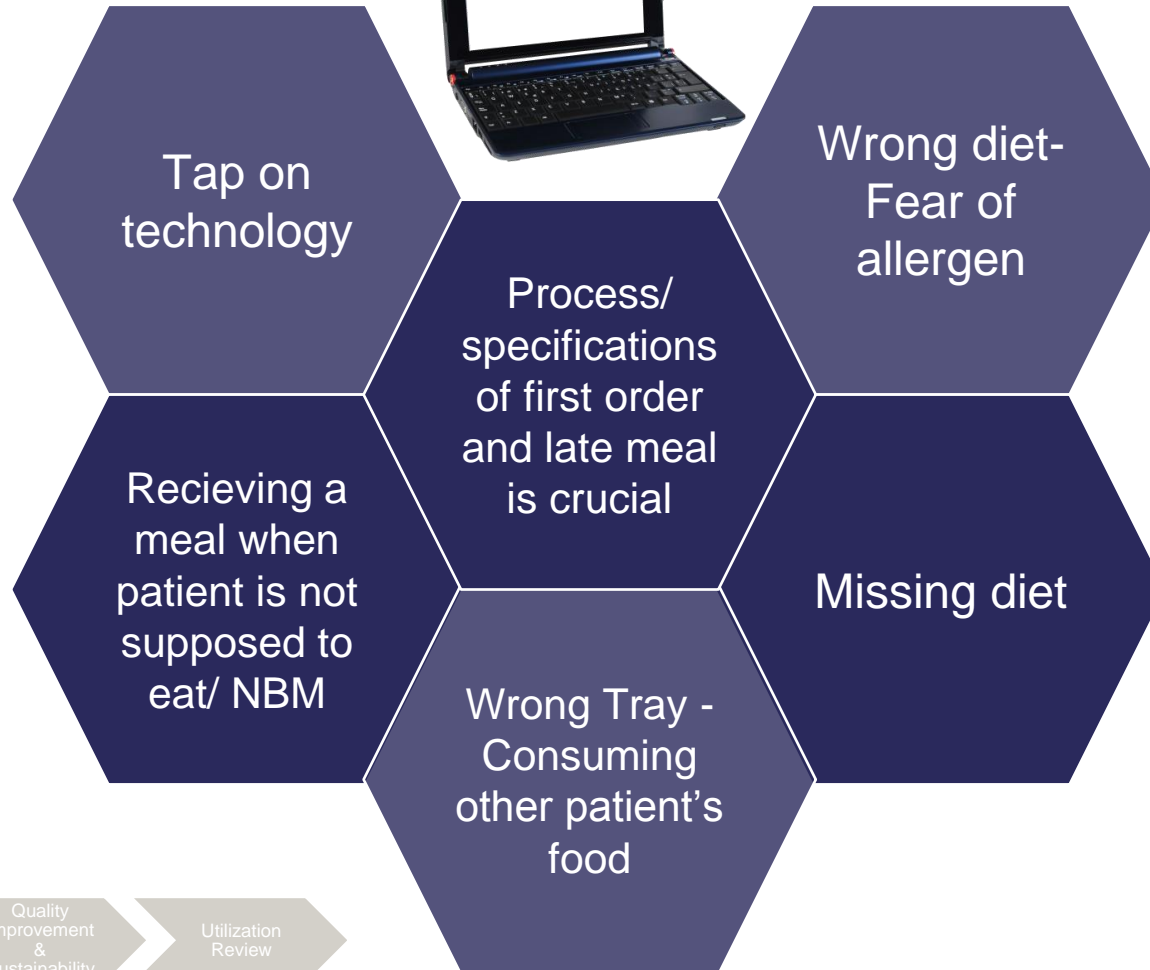 Tap on
technology
Wrong diet-
Fear of
allergen
Process/
specifications
of first order
and late meal
is crucial
Recieving a
meal when
patient is not
supposed to
eat/ NBM
Missing diet
Wrong Tray -
Consuming
other patient's
food
Quality
mprovement
&
ustainability
Utilization
Review